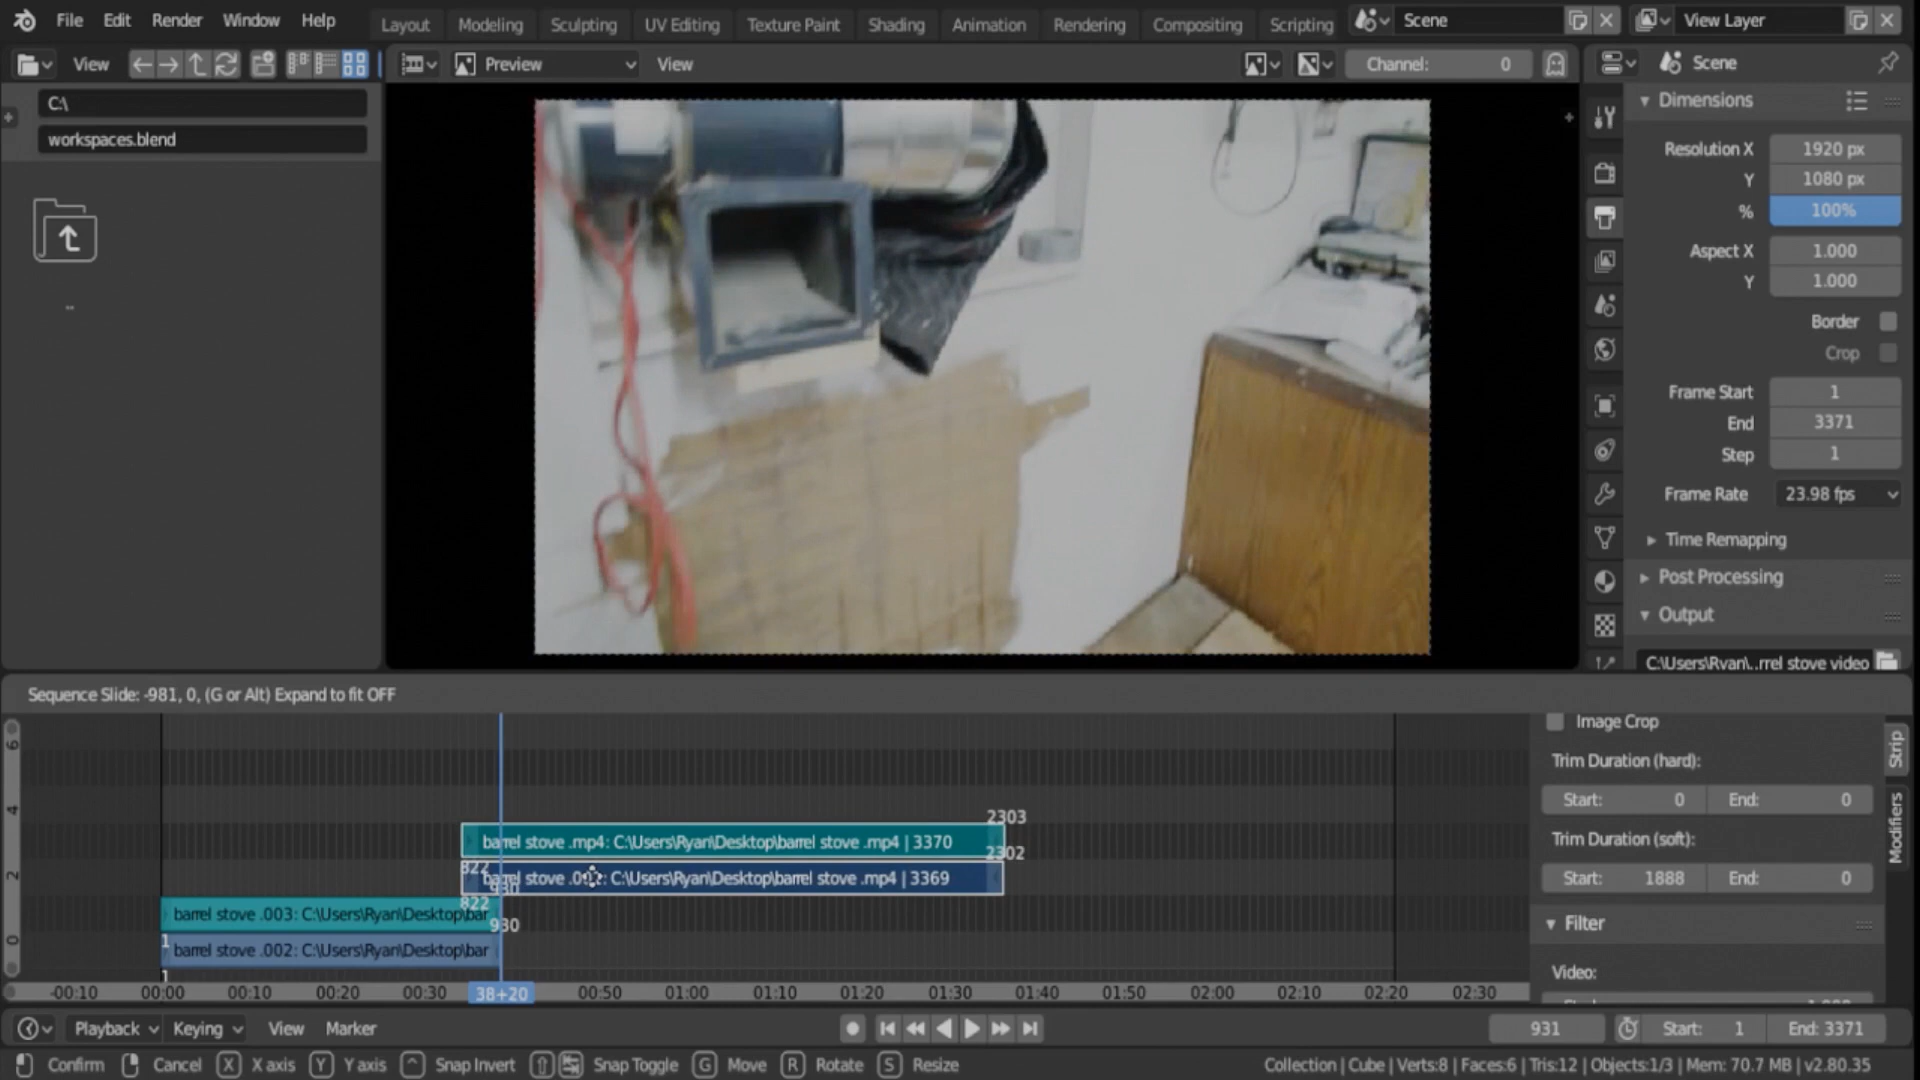 File Edit Render Window Help
Layout Modeling Sculpting UV Editing Texture Paint Shading Animation Rendering Compositing Scripting
Scene
View Layer
View
Preview
View
Channel: 0
Scene
C:\
workspaces.blend
..
Dimensions
Resolution X 1920 px
Y 1080 px
% 100%
Aspect X 1.000
Y 1.000
Border
Crop
Frame Start 1
End 3371
Step 1
Frame Rate 23.98 fps
Time Remapping
Post Processing
Output
C:\Users\Ryan\..rrel stove video
Sequence Slide: -981, 0, (G or Alt) Expand to fit OFF
6
4
2
0
2303
barrel stove .mp4: C:\Users\Ryan\Desktop\barrel stove .mp4 | 3370
2302
822
930
C:\Users\Ryan\Desktop\barrel stove .mp4 | 3369
822
930
barrel stove .003: C:\Users\Ryan\Desktop\bar
1
barrel stove .002: C:\Users\Ryan\Desktop\bar
1
-00:10 00:00 00:10 00:20 00:30 38+20 00:50 01:00 01:10 01:20 01:30 01:40 01:50 02:00 02:10 02:20 02:30
Image Crop
Trim Duration (hard):
Start: 0 End: 0
Trim Duration (soft):
Start: 1888 End: 0
Filter
Video:
Strip
Modifiers
Playback Keying View Marker
931
Start: 1 End: 3371
Confirm Cancel X X axis Y Y axis Snap Invert Snap Toggle G Move R Rotate S Resize
Collection | Cube | Verts:8 | Faces:6 | Tris:12 | Objects:1/3 | Mem: 70.7 MB | v2.80.35